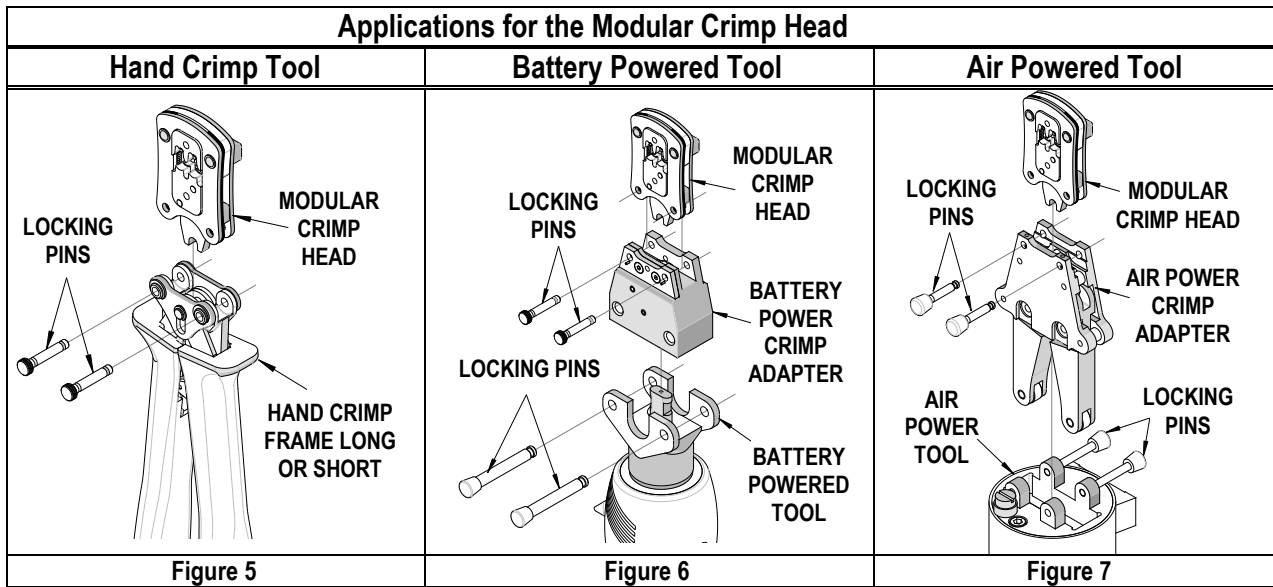 Applications for the Modular Crimp Head
Hand Crimp Tool
Battery Powered Tool
Air Powered Tool
LOCKING
PINS
MODULAR
CRIMP
HEAD
HAND CRIMP
FRAME LONG
OR SHORT
MODULAR
CRIMP
HEAD
LOCKING
PINS
BATTERY
POWER
CRIMP
ADAPTER
LOCKING PINS
BATTERY
POWERED
TOOL
LOCKING
PINS
MODULAR
CRIMP HEAD
AIR POWER
CRIMP
ADAPTER
AIR
POWER
TOOL
LOCKING
PINS
Figure 5
Figure 6
Figure 7